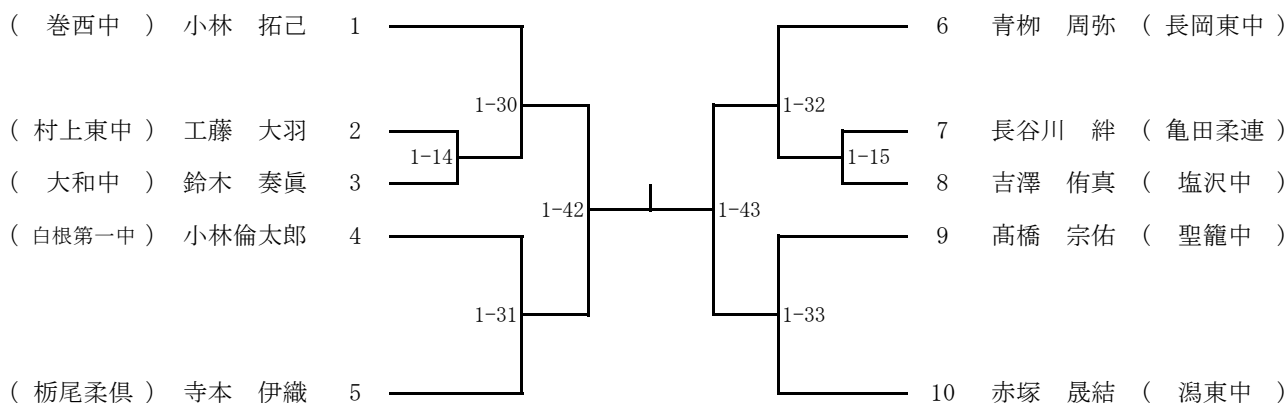 ( 巻西中 ) 小林 拓己 1
6 青栁 周弥 ( 長岡東中 )
1-30
1-32
( 村上東中 ) 工藤 大羽 2
7 長谷川 絆 ( 亀田柔連 )
1-14
1-15
( 大和中 ) 鈴木 奏眞 3
8 吉澤 侑真 ( 塩沢中 )
1-42
1-43
( 白根第一中 ) 小林倫太郎 4
9 髙橋 宗佑 ( 聖籠中 )
1-31
1-33
( 栃尾柔倶 ) 寺本 伊織 5
10 赤塚 晟結 ( 潟東中 )